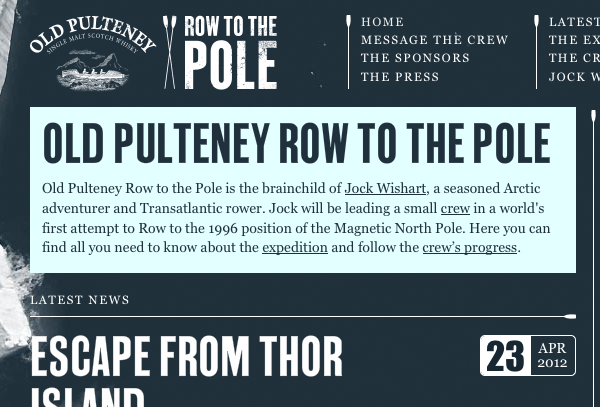 OLD PULTENEY
SINGLE MALT SCOTCH WHISKY
ROW TO THE
POLE
HOME
MESSAGE THE CREW
THE SPONSORS
THE PRESS
LATEST
THE EX
THE CR
JOCK W
OLD PULTENEY ROW TO THE POLE
Old Pulteney Row to the Pole is the brainchild of Jock Wishart, a seasoned Arctic
adventurer and Transatlantic rower. Jock will be leading a small crew in a world's
first attempt to Row to the 1996 position of the Magnetic North Pole. Here you can
find all you need to know about the expedition and follow the crew's progress.
LATEST NEWS
ESCAPE FROM THOR
ISLAND
23 APR
2012